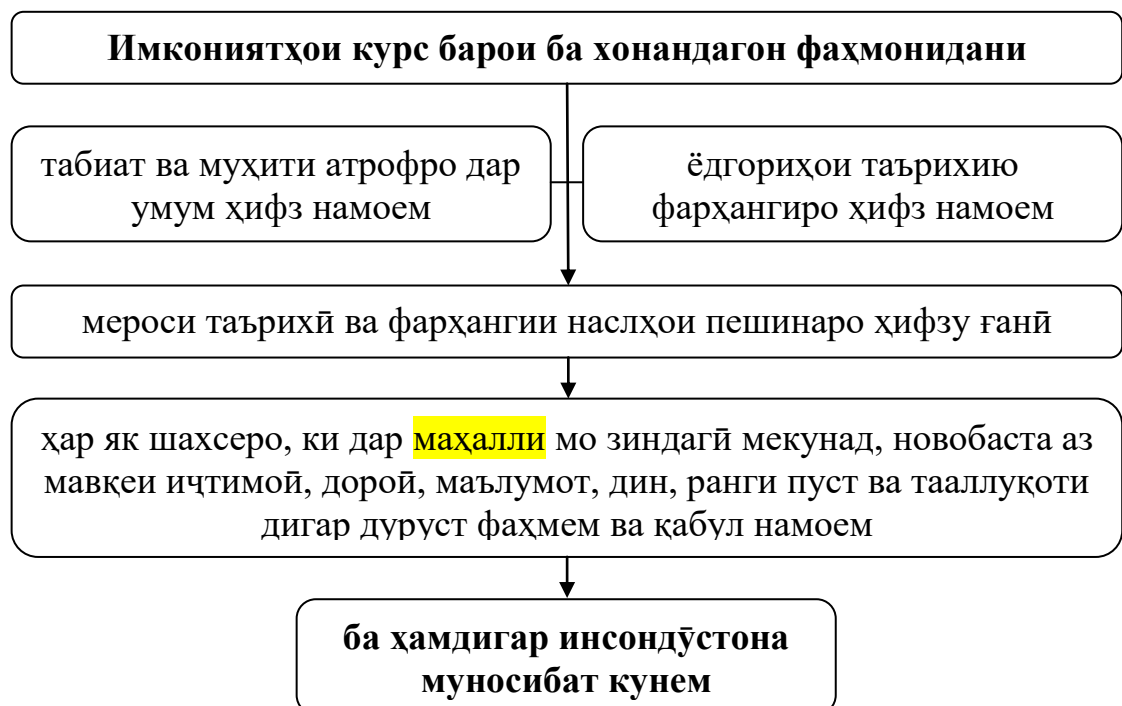 Имкониятҳои курс барои ба хонандагон фаҳмонидани
табиат ва муҳити атрофро дар
умум ҳифз намоем
ёдгориҳои таърихию
фарҳангиро ҳифз намоем
мероси таърихӣ ва фарҳангии наслҳои пешинаро ҳифзу ғанӣ
ҳар як шахсеро, ки дар маҳалли мо зиндагӣ мекунад, новобаста аз
мавқеи иҷтимоӣ, дороӣ, маълумот, дин, ранги пуст ва тааллуқоти
дигар дуруст фаҳмем ва қабул намоем
ба ҳамдигар инсондӯстона
муносибат кунем